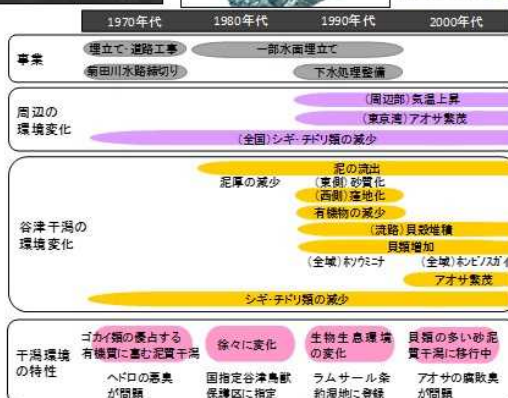 1970年代 1980年代 1990年代 2000年代
事業
埋立て・道路工事 一部水面埋立て
菊田川水路締切り 下水処理整備
周辺の
環境変化
(周辺部)気温上昇
(東京湾)アオサ繁茂
(全国)シギ・チドリ類の減少
谷津干潟の
環境変化
泥の流出
泥厚の減少 (東側)砂質化
(西側)窪地化
有機物の減少
(流路)貝殻堆積
貝類増加
(全域)ホソウミニナ (全域)ホンビノスガイ
アオサ繁茂
シギ・チドリ類の減少
干潟環境
の特性
ゴカイ類の優占する
有機質に富む泥質干潟
徐々に変化
生物生息環境
の変化
貝類の多い砂泥
質干潟に移行中
ヘドロの悪臭
が問題
国指定谷津鳥獣
保護区に指定
ラムサール条
約湿地に登録
アオサの腐敗臭
が問題